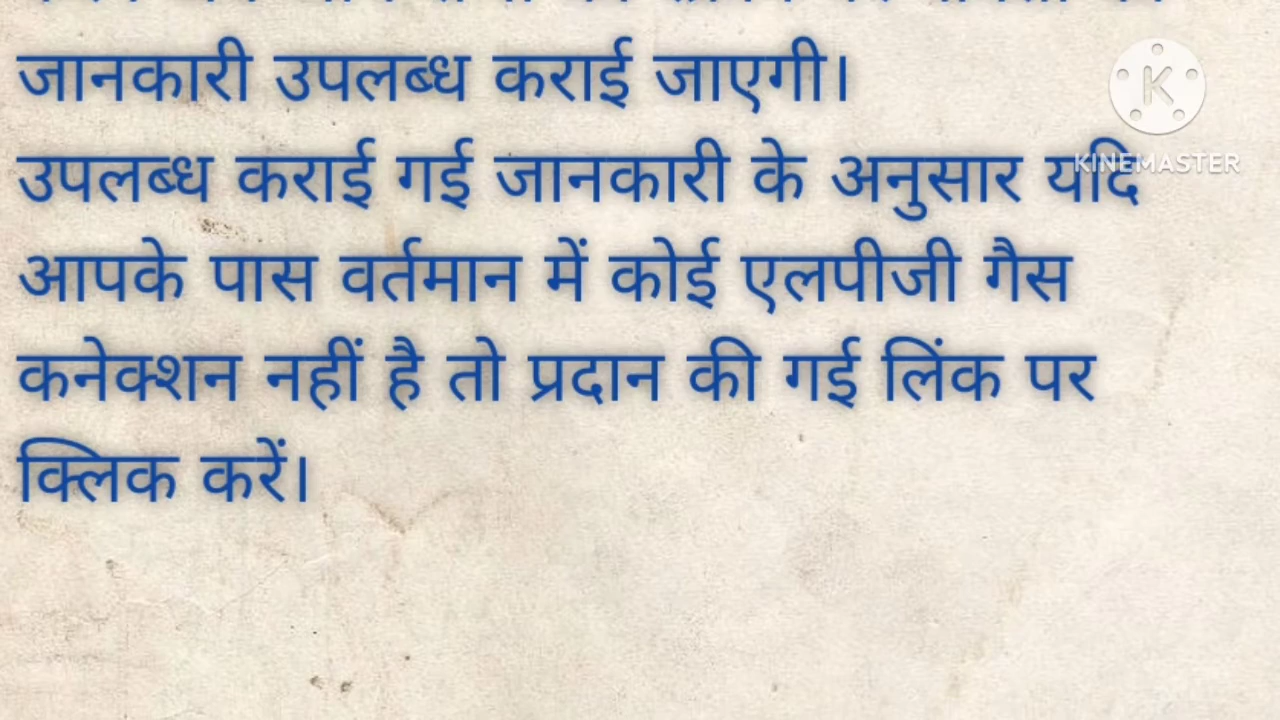 जानकारी उपलब्ध कराई जाएगी।
उपलब्ध कराई गई जानकारी के अनुसार यदि
आपके पास वर्तमान में कोई एलपीजी गैस
कनेक्शन नहीं है तो प्रदान की गई लिंक पर
क्लिक करें।
K
KINEMASTER